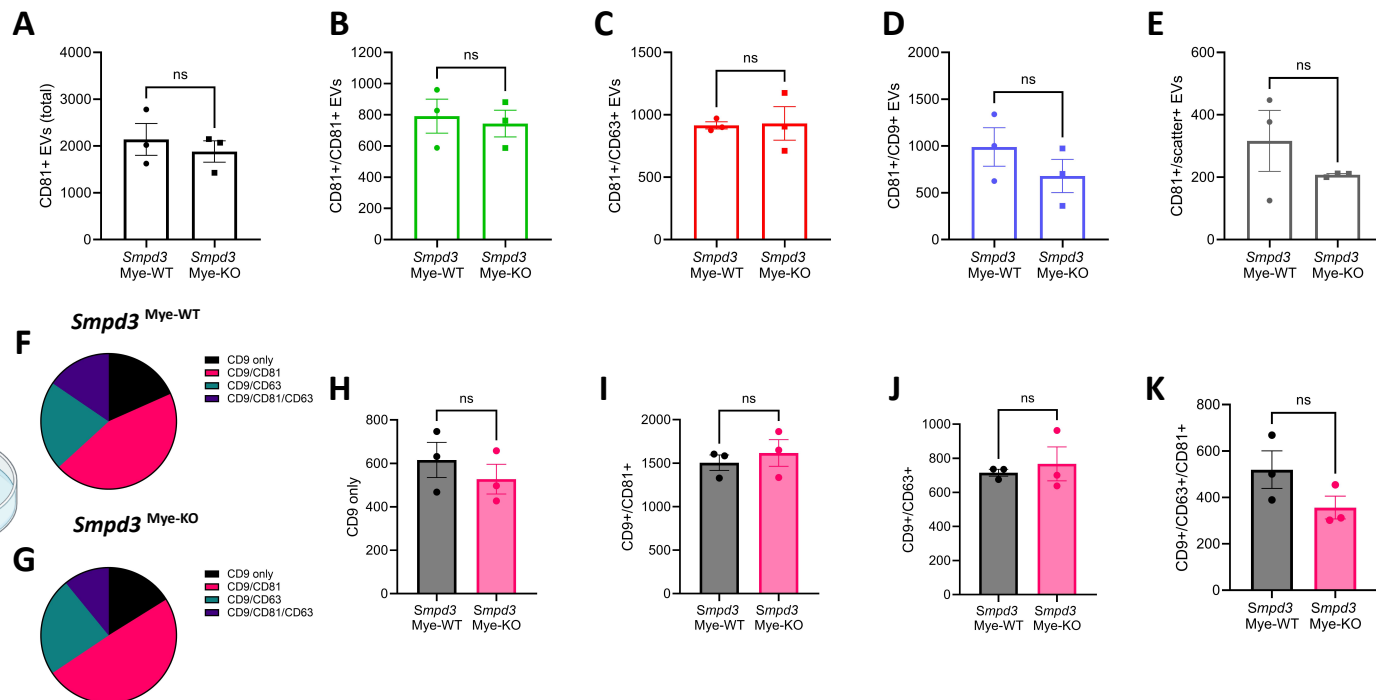 A
CD81+ EVs (total)
4000
3000
2000
1000
0
ns
Smpd3
Mye-WT
Smpd3
Mye-KO
B
CD81+/CD81+ EVs
1200
1000
800
600
400
200
0
ns
Smpd3
Mye-WT
Smpd3
Mye-KO
C
CD81+/CD63+ EVs
1500
1000
500
0
ns
Smpd3
Mye-WT
Smpd3
Mye-KO
D
CD81+/CD9+ EVs
2000
1500
1000
500
0
ns
Smpd3
Mye-WT
Smpd3
Mye-KO
E
CD81+/scatter+ EVs
600
400
200
0
ns
Smpd3
Mye-WT
Smpd3
Mye-KO
F
Smpd3 Mye-WT
CD9 only
CD9/CD81
CD9/CD63
CD9/CD81/CD63
G
Smpd3 Mye-KO
CD9 only
CD9/CD81
CD9/CD63
CD9/CD81/CD63
H
CD9 only
800
600
400
200
0
ns
Smpd3
Mye-WT
Smpd3
Mye-KO
I
CD9+/CD81+
2000
1500
1000
500
0
ns
Smpd3
Mye-WT
Smpd3
Mye-KO
J
CD9+/CD63+
1000
800
600
400
200
0
ns
Smpd3
Mye-WT
Smpd3
Mye-KO
K
CD9+/CD63+/CD81+
800
600
400
200
0
ns
Smpd3
Mye-WT
Smpd3
Mye-KO